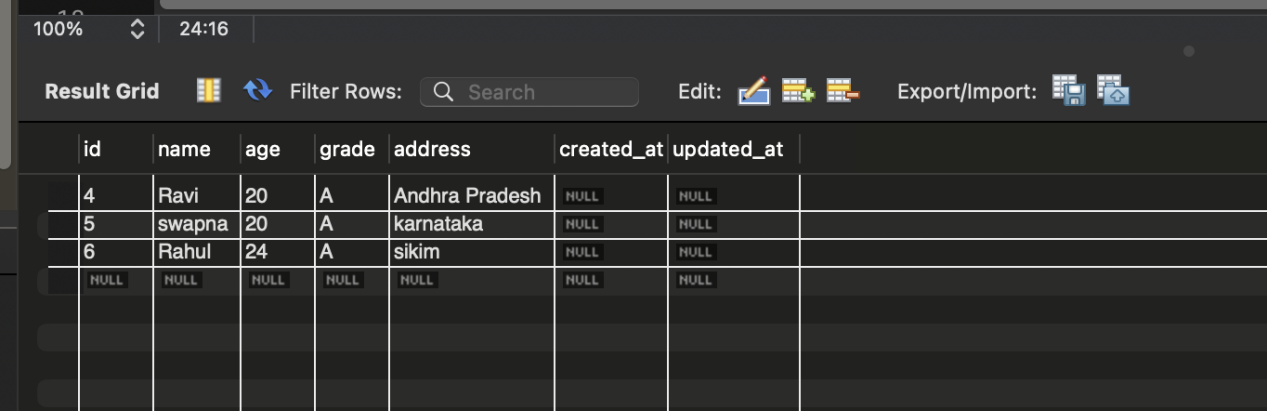 100% 24:16
Result Grid Filter Rows: Search Edit: Export/Import:
id name age grade address created_at updated_at
4 Ravi 20 A Andhra Pradesh NULL NULL
5 swapna 20 A karnataka NULL NULL
6 Rahul 24 A sikim NULL NULL
NULL NULL NULL NULL NULL NULL NULL